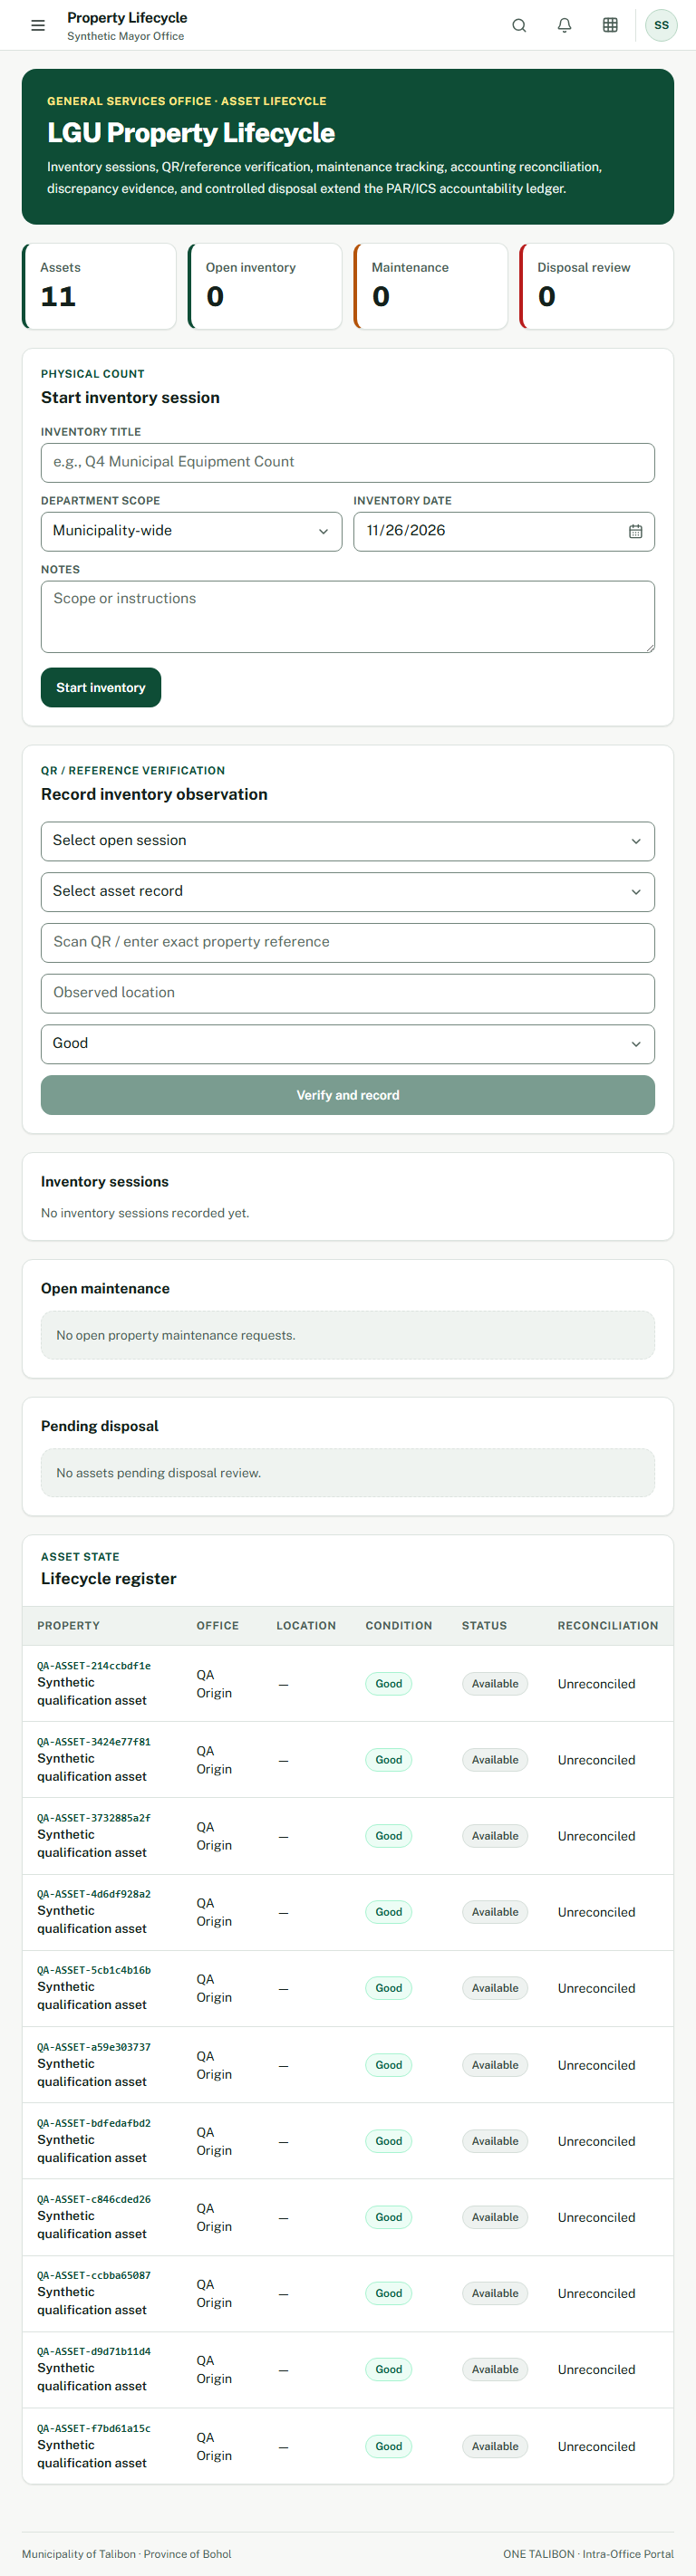 Property Lifecycle
Synthetic Mayor Office
SS
GENERAL SERVICES OFFICE · ASSET LIFECYCLE
LGU Property Lifecycle
Inventory sessions, QR/reference verification, maintenance tracking, accounting reconciliation,
discrepancy evidence, and controlled disposal extend the PAR/ICS accountability ledger.
Assets
11
Open inventory
0
Maintenance
0
Disposal review
0
PHYSICAL COUNT
Start inventory session
INVENTORY TITLE
e.g., Q4 Municipal Equipment Count
DEPARTMENT SCOPE
INVENTORY DATE
Municipality-wide
11/26/2026
NOTES
Scope or instructions
Start inventory
QR / REFERENCE VERIFICATION
Record inventory observation
Select open session
Select asset record
Scan QR / enter exact property reference
Observed location
Good
Verify and record
Inventory sessions
No inventory sessions recorded yet.
Open maintenance
No open property maintenance requests.
Pending disposal
No assets pending disposal review.
ASSET STATE
Lifecycle register
PROPERTY OFFICE LOCATION CONDITION STATUS RECONCILIATION
QA-ASSET-214ccbdf1e
Synthetic
qualification asset
QA
Origin
—
Good
Available
Unreconciled
QA-ASSET-3424e77f81
Synthetic
qualification asset
QA
Origin
—
Good
Available
Unreconciled
QA-ASSET-3732885a2f
Synthetic
qualification asset
QA
Origin
—
Good
Available
Unreconciled
QA-ASSET-4d6df928a2
Synthetic
qualification asset
QA
Origin
—
Good
Available
Unreconciled
QA-ASSET-5cb1c4b16b
Synthetic
qualification asset
QA
Origin
—
Good
Available
Unreconciled
QA-ASSET-a59e303737
Synthetic
qualification asset
QA
Origin
—
Good
Available
Unreconciled
QA-ASSET-bdfedafbd2
Synthetic
qualification asset
QA
Origin
—
Good
Available
Unreconciled
QA-ASSET-c846cded26
Synthetic
qualification asset
QA
Origin
—
Good
Available
Unreconciled
QA-ASSET-ccbba65087
Synthetic
qualification asset
QA
Origin
—
Good
Available
Unreconciled
QA-ASSET-d9d71b11d4
Synthetic
qualification asset
QA
Origin
—
Good
Available
Unreconciled
QA-ASSET-f7bd61a15c
Synthetic
qualification asset
QA
Origin
—
Good
Available
Unreconciled
Municipality of Talibon · Province of Bohol
ONE TALIBON · Intra-Office Portal